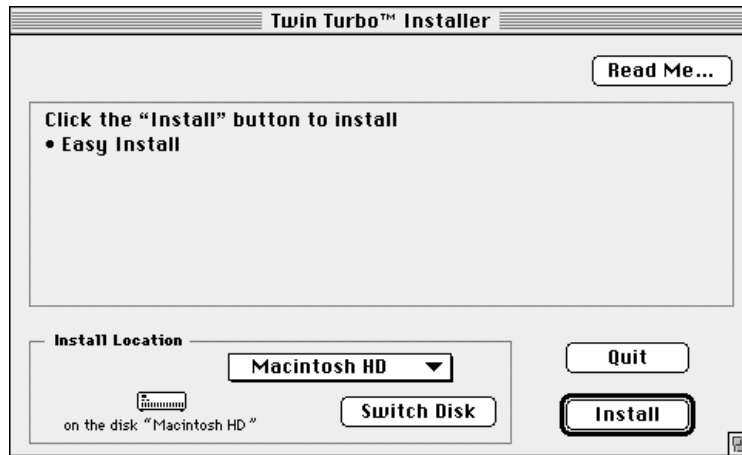 Twin Turbo™ Installer
Read Me...
Click the “Install” button to install
• Easy Install
Install Location
Macintosh HD
Quit
on the disk “Macintosh HD”
Switch Disk
Install